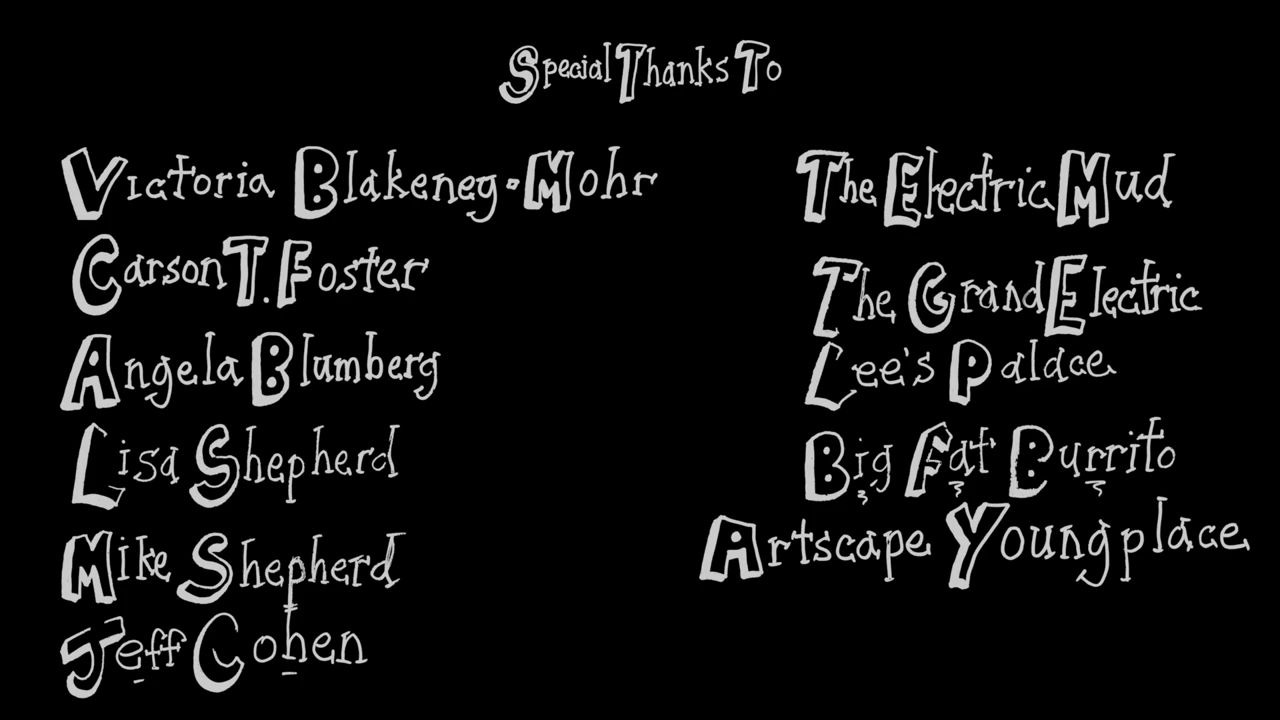 Special Thanks To
Victoria Blakeney-Mohr
Carson T. Foster
Angela Blumberg
Lisa Shepherd
Mike Shepherd
Jeff Cohen
The Electric Mud
The Grand Electric
Lee's Palace
Big Fat Burrito
Artscape Youngplace